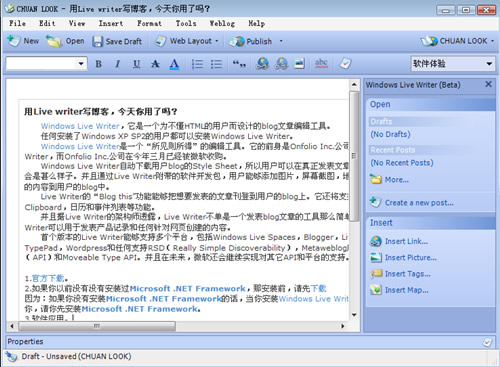 CHUAN LOOK - 用Live writer写博客，今天你用了吗？
File Edit View Insert Format Tools Weblog Help
New Open Save Draft Web Layout Publish CHUAN LOOK
B I U A 软件体验
Windows Live Writer (Beta)
Open
Drafts
(No Drafts)
Recent Posts
(No Recent Posts)
More...
Create a new post...
Insert
Insert Link...
Insert Picture...
Insert Tags...
Insert Map...
用Live writer写博客，今天你用了吗？
Windows Live Writer，它是一个为不懂HTML的用户而设计的blog文章编辑工具。
任何安装了Windows XP SP2的用户都可以安装Windows Live Writer。
Windows Live Writer是一个“所见即所得”的编辑工具。它的前身是Onfolio Inc.公司
Writer，而Onfolio Inc.公司在今年三月已经被微软收购。
Windows Live Writer自动下载用户blog的Style Sheet，所以用户可以在真正发表文章
会是甚么样子。并且通过Live Writer附带的软件开发包，用户能够添加图片，屏幕截图，地
的内容到用户的blog中。
Live Writer的“Blog this”功能能够把想要发表的文章刊登到用户的blog上。它还将支
Clipboard，日历和事件列表等功能。
并且据Live Writer的架构师透露，Live Writer不单是一个发表blog文章的工具那么简单
Writer可以用于发表产品记录和任何针对网页创建的内容。
首个版本的Live Writer能够支持多个平台，包括Windows Live Spaces，Blogger，Li
TypePad，Wordpress和任何支持RSD（ Really Simple Discoverability），Metaweblog
（ API）和Moveable Type API。并且在未来，微软还会继续实现对其它API和平台的支持。
1.官方下载。
2.如果你以前没有没有安装过Microsoft .NET Framework，那安装前，请先下载
因为：如果你没有安装Microsoft .NET Framework的话，当你安装Windows Live Writ
你，请你先安装Microsoft .NET Framework。
3.软件应用。
Properties
Draft - Unsaved (CHUAN LOOK)